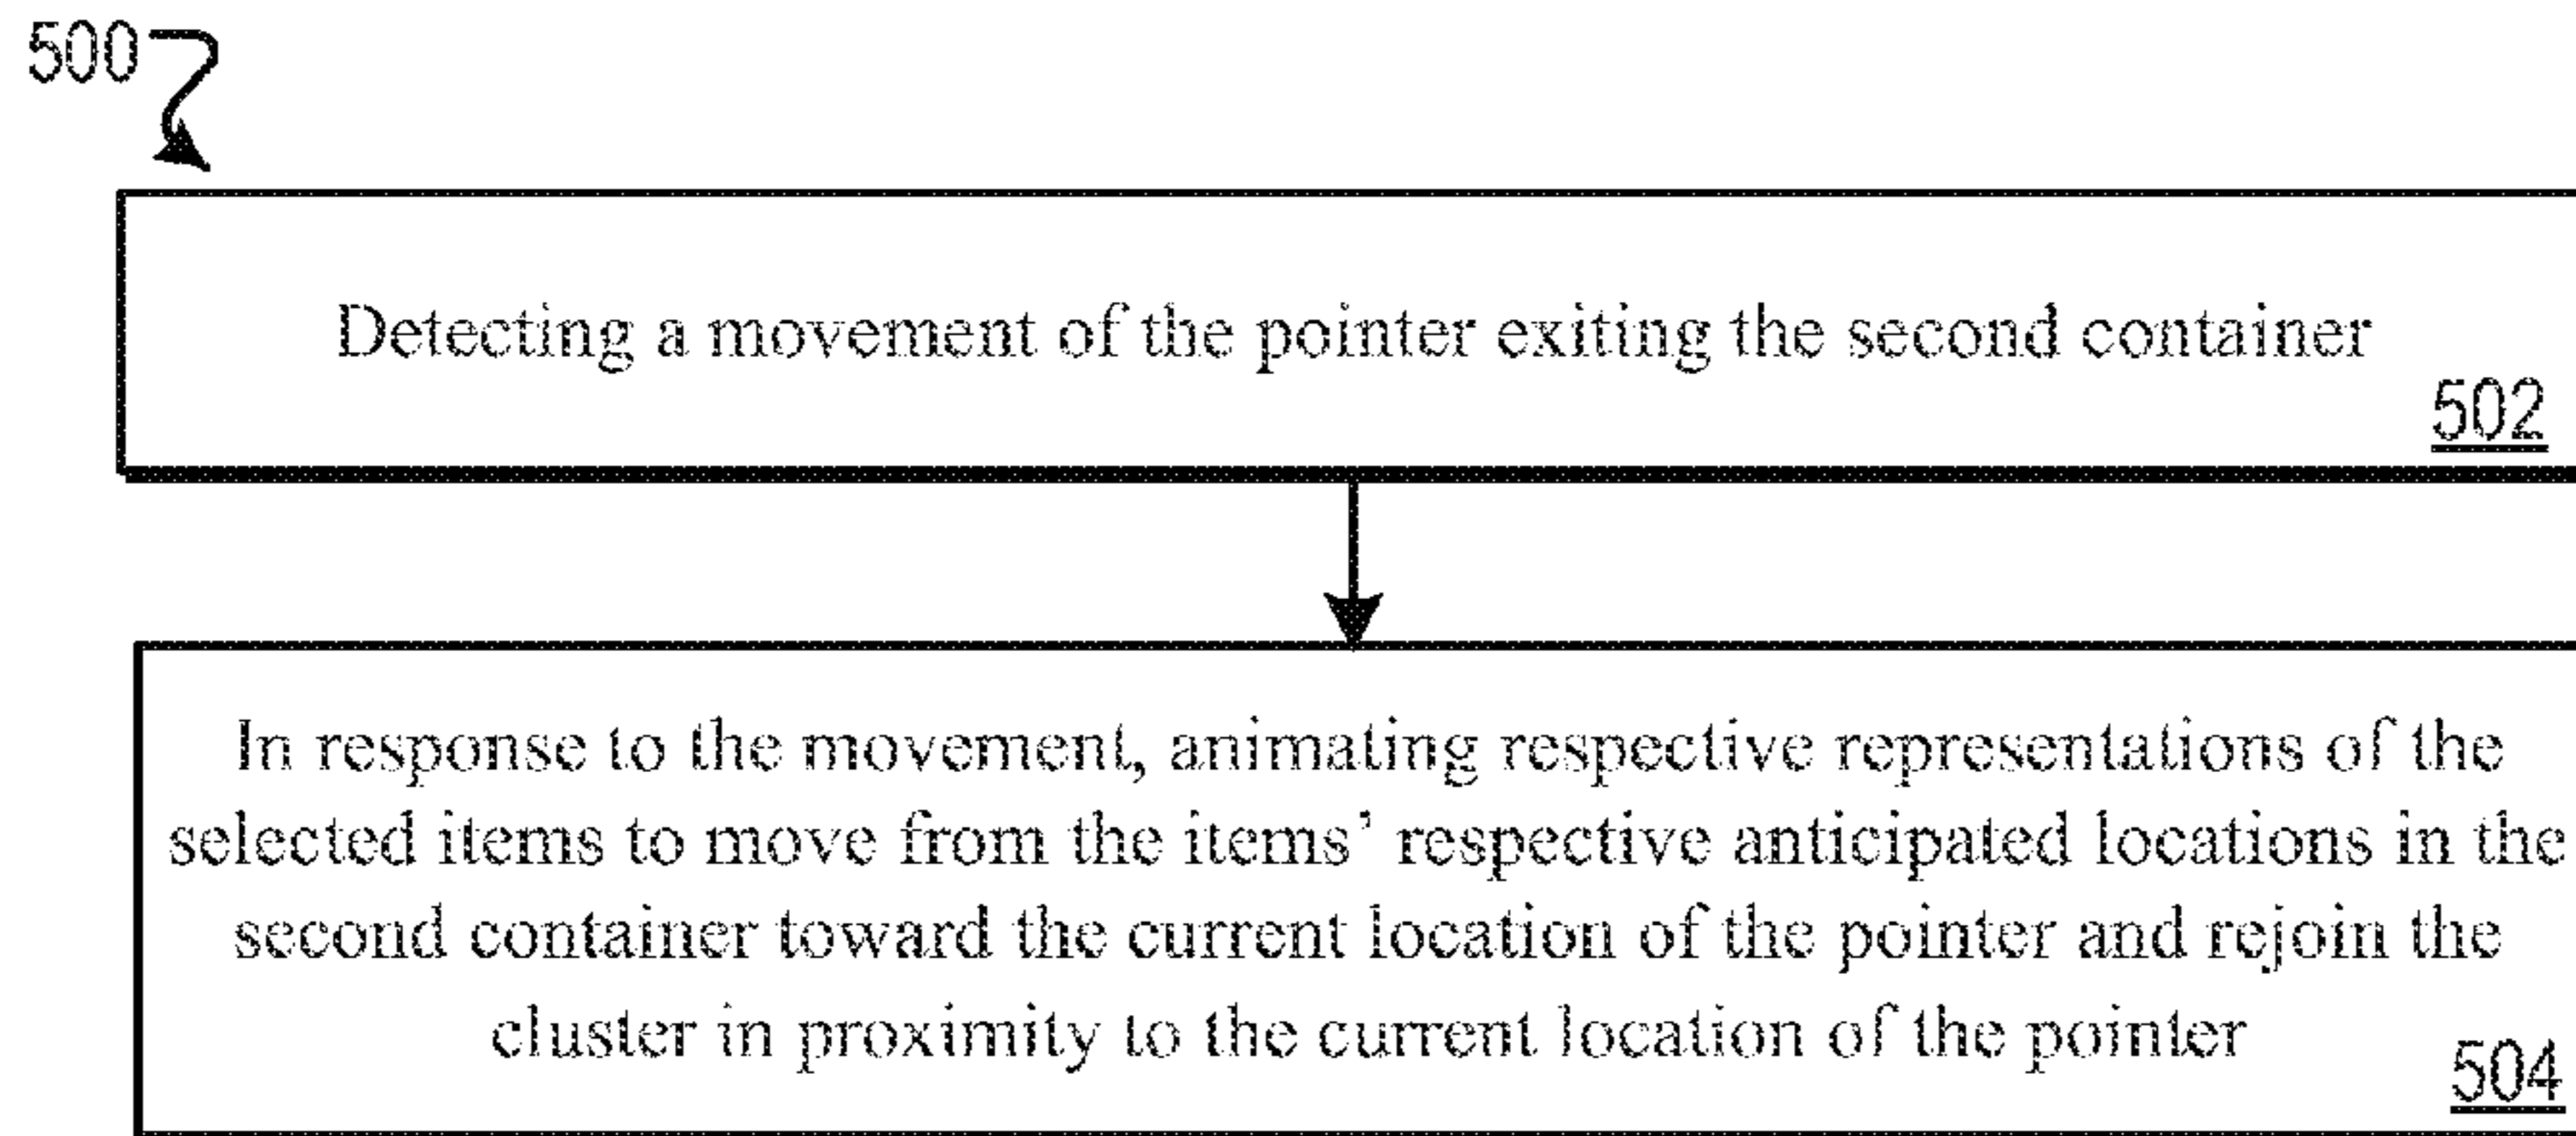 500
Detecting a movement of the pointer exiting the second container
502
In response to the movement, animating respective representations of the
selected items to move from the items’ respective anticipated locations in the
second container toward the current location of the pointer and rejoin the
cluster in proximity to the current location of the pointer
504